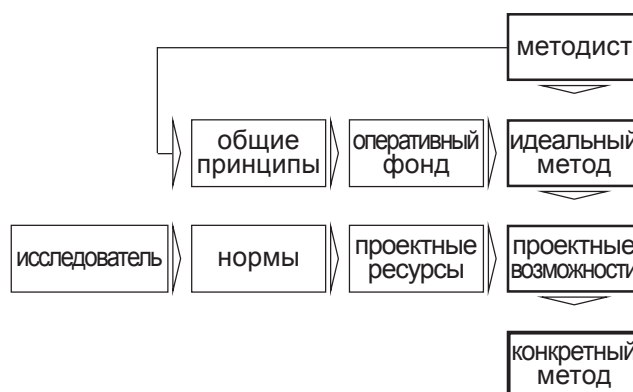 методист
общие
принципы
оперативный
фонд
идеальный
метод
исследователь
нормы
проектные
ресурсы
проектные
возможности
конкретный
метод